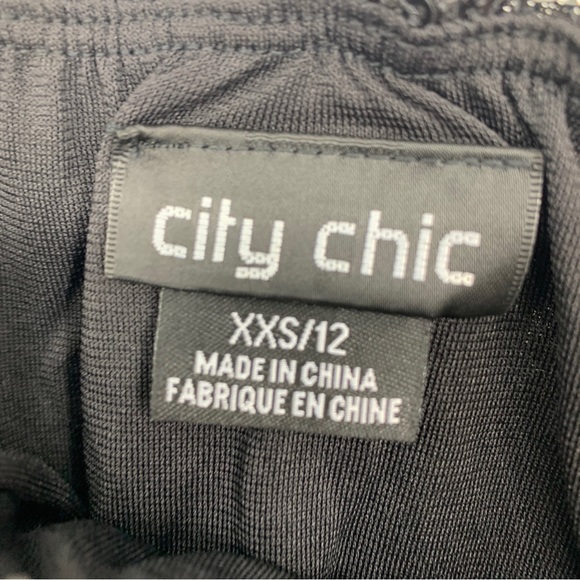 city chic
XXS/12
MADE IN CHINA
FABRIQUE EN CHINE